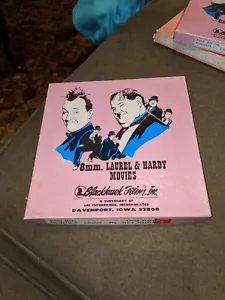 8mm. LAUREL & HARDY
MOVIES
Blackhawk Films, Inc.
A SUBSIDIARY OF
LEE ENTERPRISES, INCORPORATED
DAVENPORT, IOWA 52808